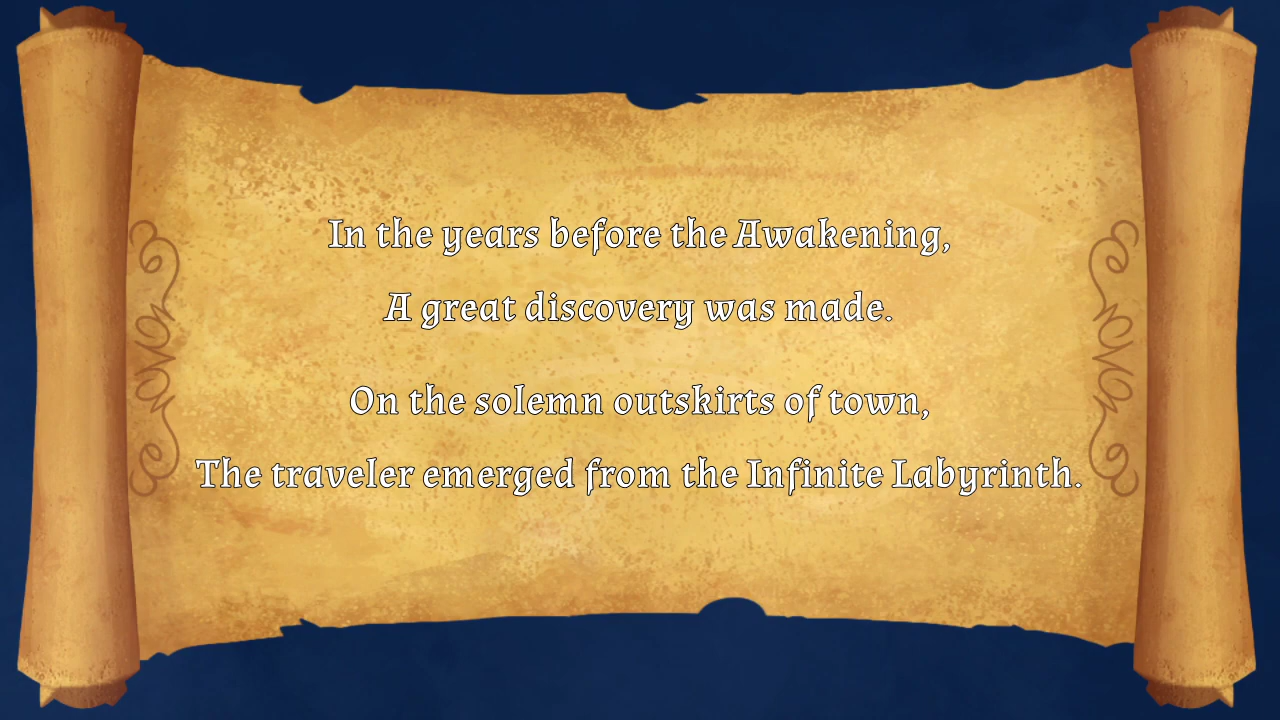 In the years before the Awakening,
A great discovery was made.
On the solemn outskirts of town,
The traveler emerged from the Infinite Labyrinth.